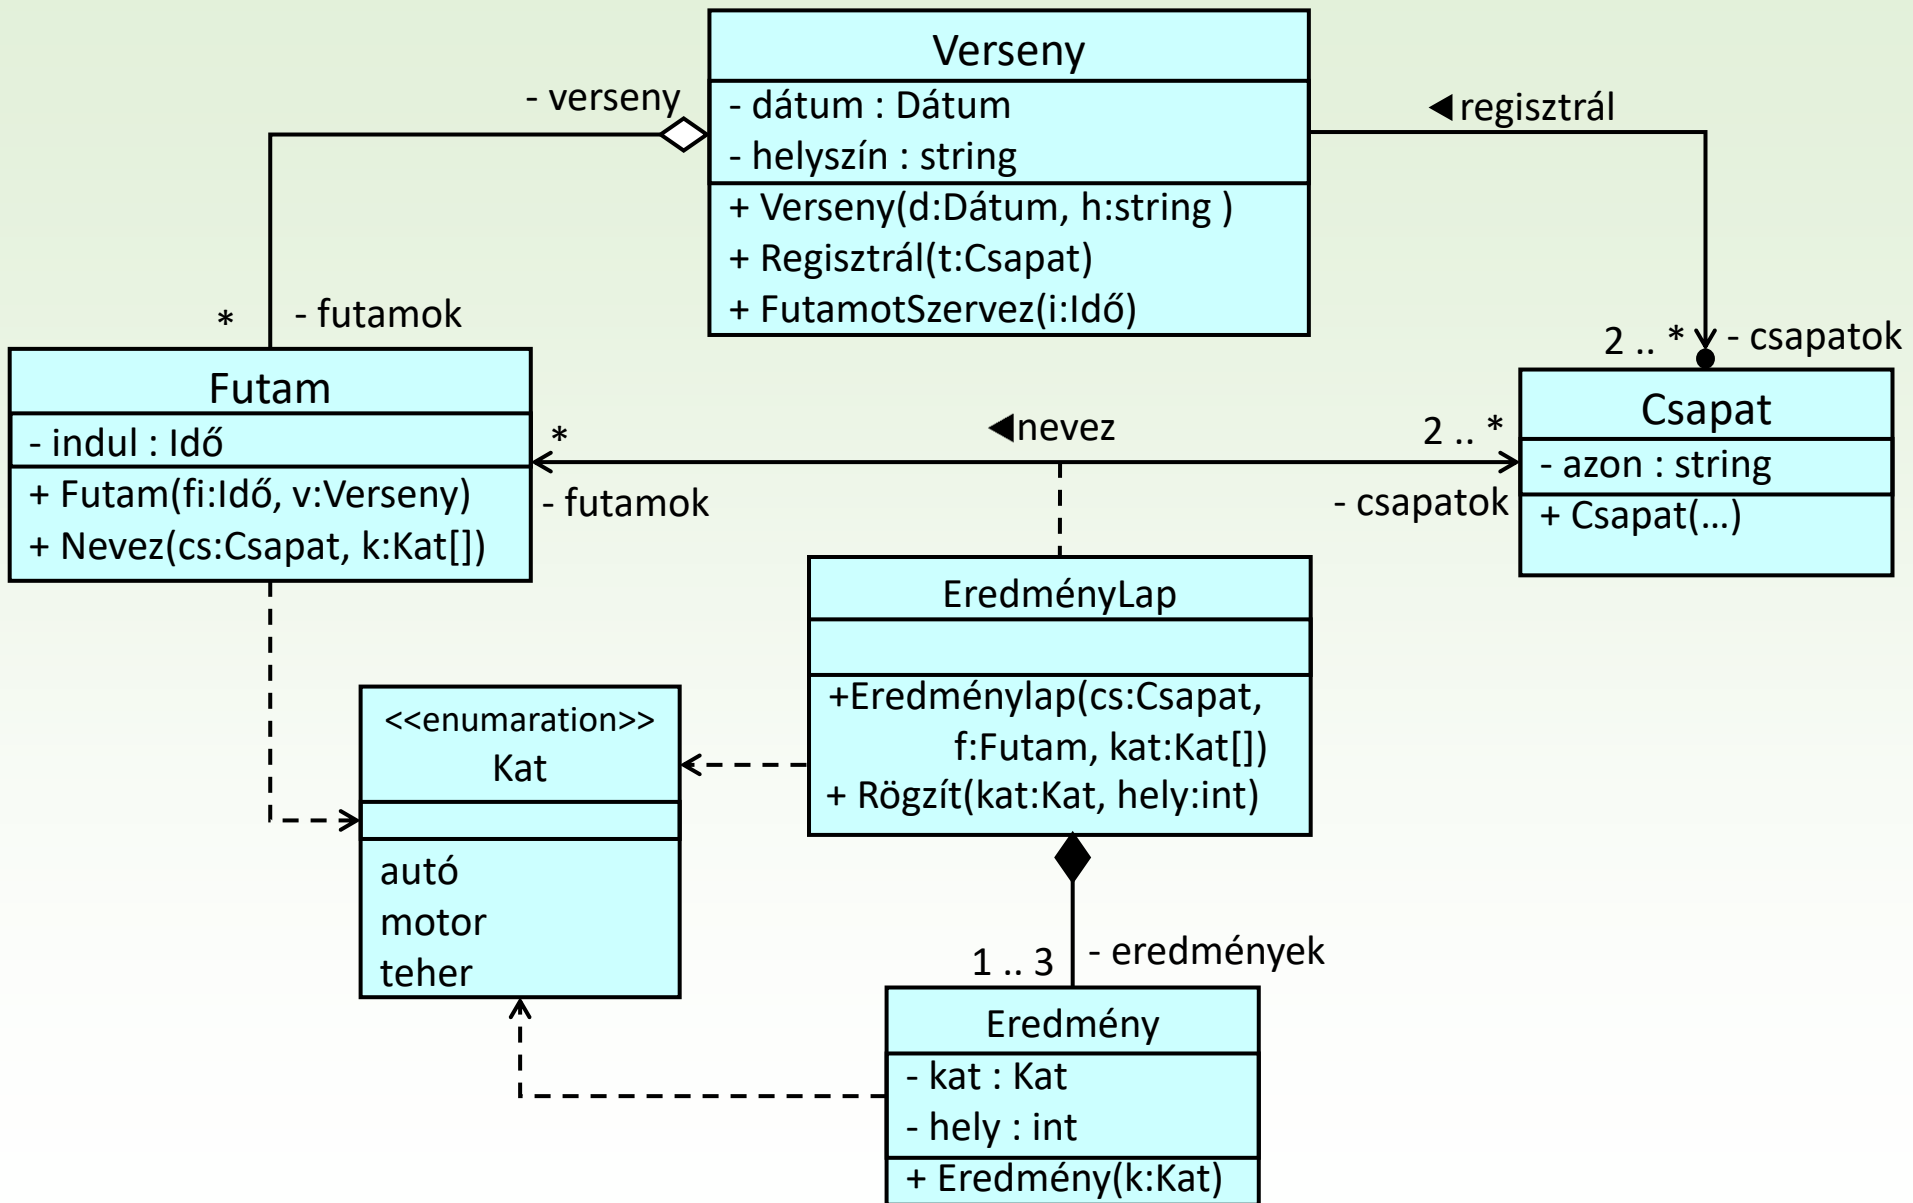 Verseny
- dátum : Dátum
- helyszín : string
+ Verseny(d:Dátum, h:string )
+ Regisztrál(t:Csapat)
+ FutamotSzervez(i:Idő)
- verseny
◀regisztrál
* - futamok
2 .. * - csapatok
Futam
- indul : Idő
+ Futam(fi:Idő, v:Verseny)
+ Nevez(cs:Csapat, k:Kat[])
*
◀nevez
2 .. *
- futamok
- csapatok
Csapat
- azon : string
+ Csapat(...)
EredményLap
+Eredménylap(cs:Csapat,
f:Futam, kat:Kat[])
+ Rögzít(kat:Kat, hely:int)
<<enumaration>>
Kat
autó
motor
teher
1 .. 3 - eredmények
Eredmény
- kat : Kat
- hely : int
+ Eredmény(k:Kat)